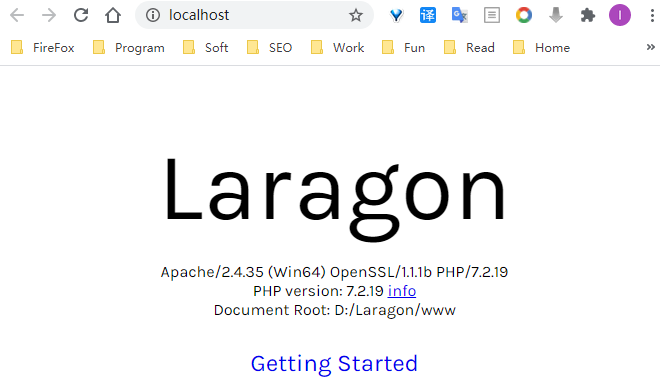 localhost
译
I
FireFox Program Soft SEO Work Fun Read Home
Laragon
Apache/2.4.35 (Win64) OpenSSL/1.1.1b PHP/7.2.19
PHP version: 7.2.19 info
Document Root: D:/Laragon/www
Getting Started